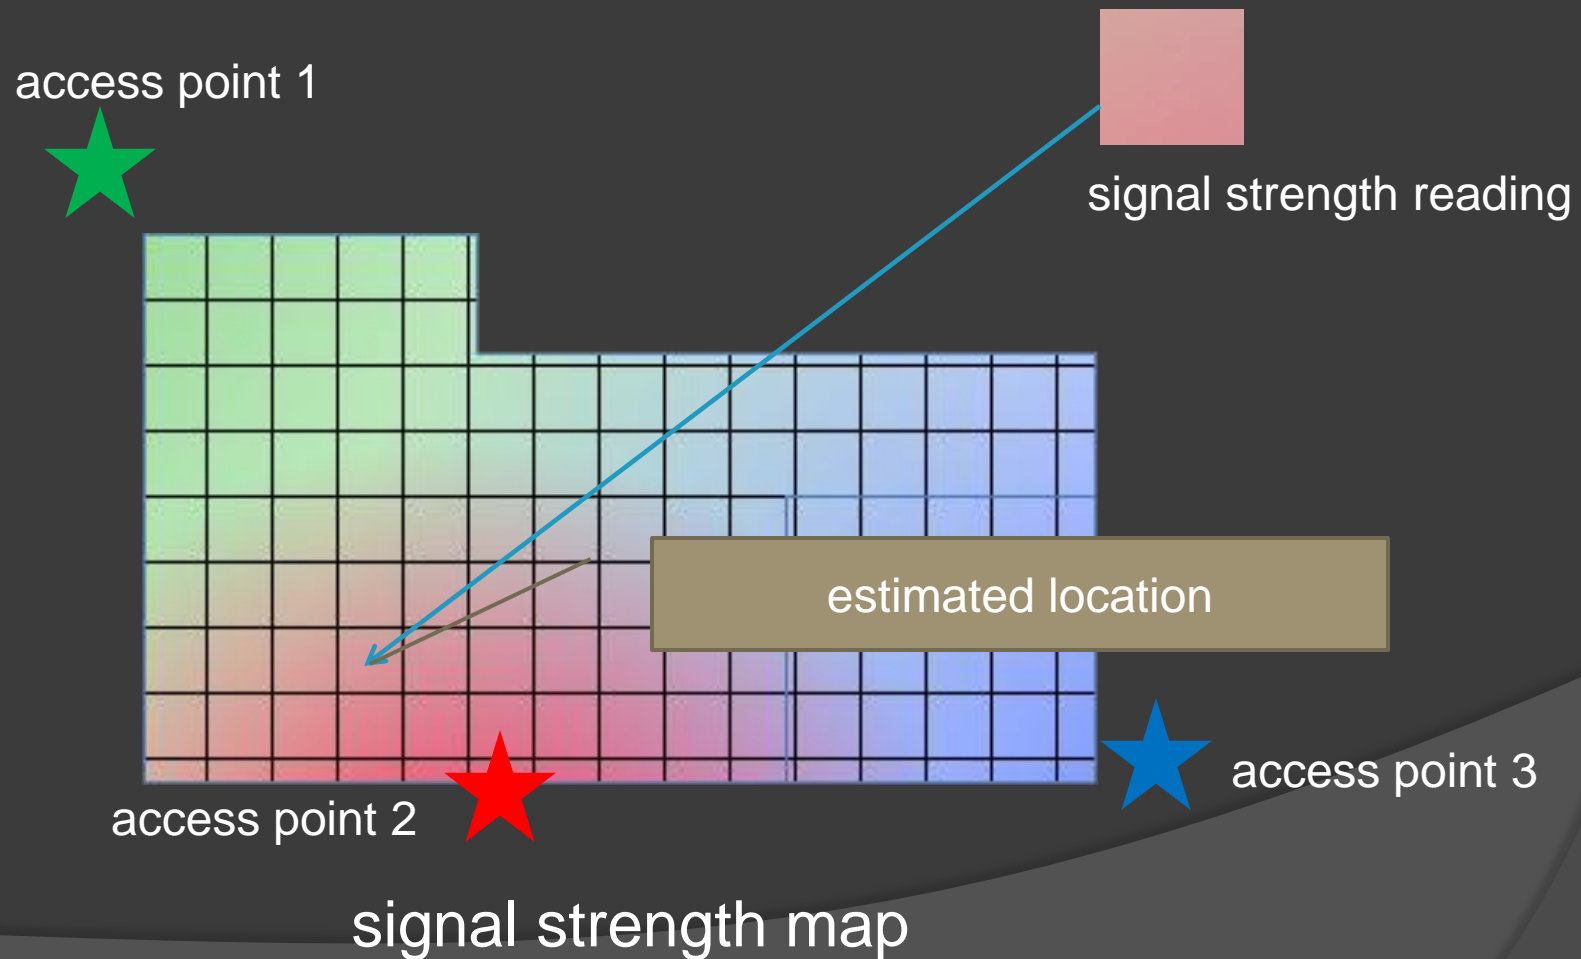 access point 1
signal strength reading
estimated location
access point 3
access point 2
signal strength map